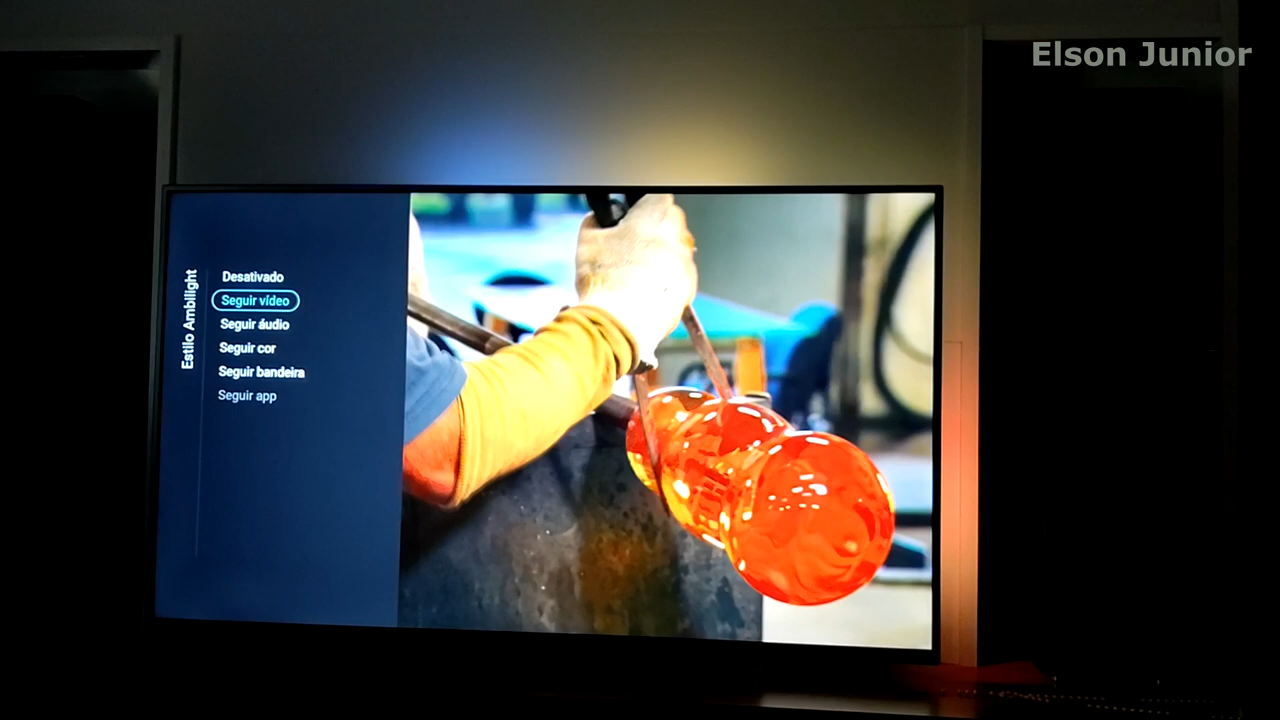 Elson Junior
Estilo Ambilight
Desativado
Seguir vídeo
Seguir áudio
Seguir cor
Seguir bandeira
Seguir app